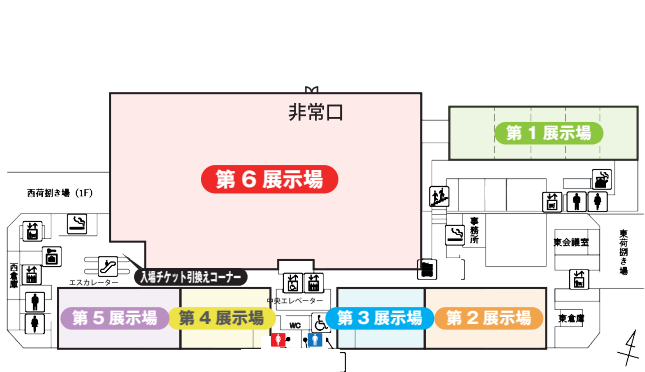 非常口
第1展示場
第6展示場
西荷捌き場（1F）
事務所
東会議室
東荷捌き場
西倉庫
入場チケット引換えコーナー
エスカレーター
中央エレベーター
第5展示場
第4展示場
WC
第3展示場
第2展示場
東倉庫